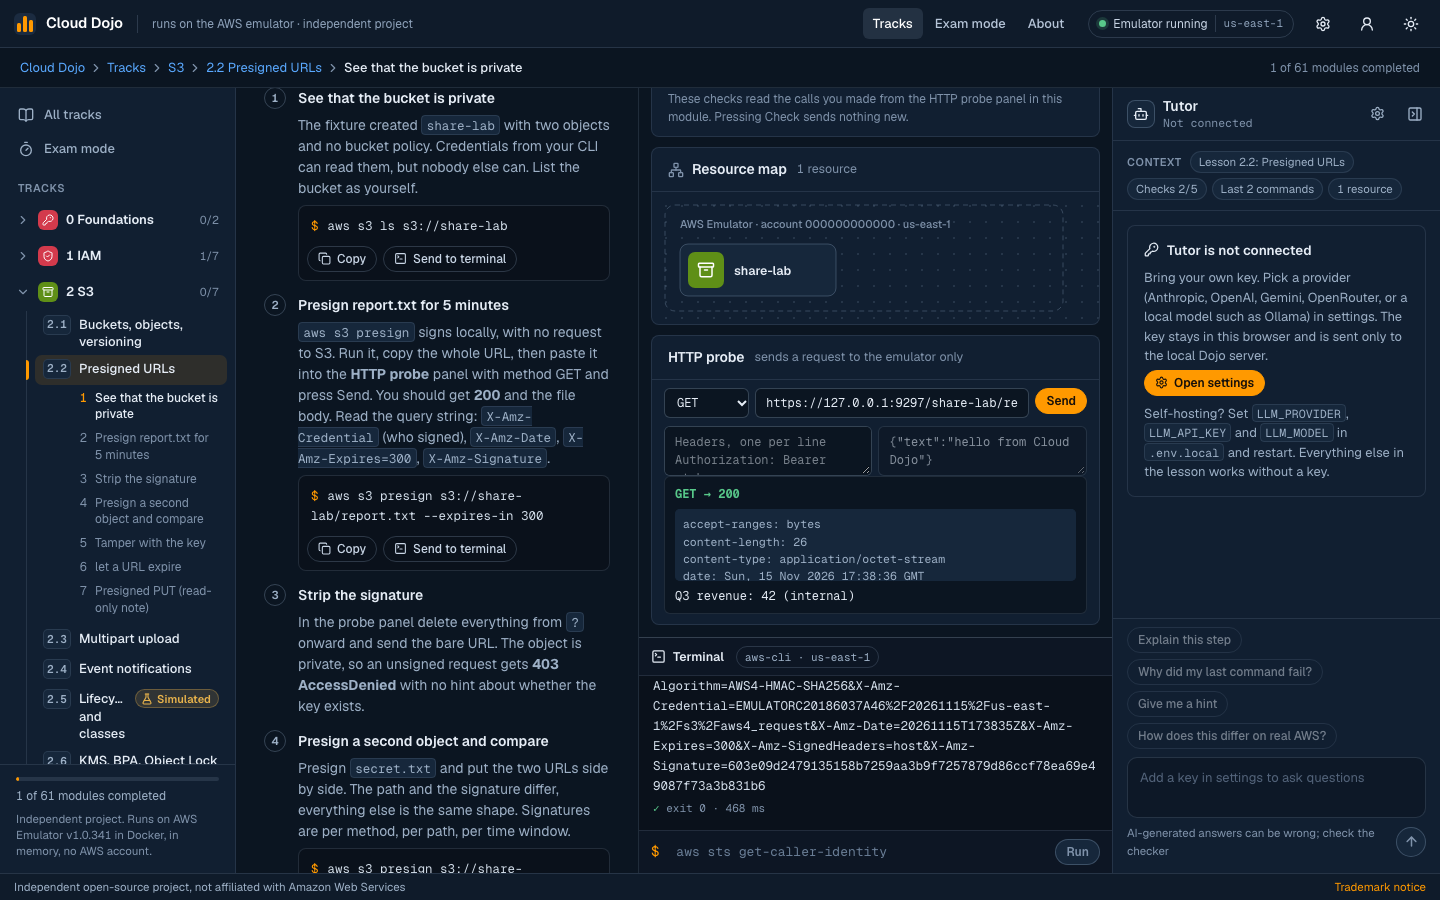 Cloud Dojo
runs on the AWS emulator · independent project
Tracks
Exam mode
About
Emulator running
us-east-1
Cloud Dojo > Tracks > S3 > 2.2 Presigned URLs > See that the bucket is private
1 of 61 modules completed
All tracks
Exam mode
TRACKS
0 Foundations 0/2
1 IAM 1/7
2 S3 0/7
2.1 Buckets, objects,
versioning
2.2 Presigned URLs
1 See that the bucket is
private
2 Presign report.txt for
5 minutes
3 Strip the signature
4 Presign a second
object and compare
5 Tamper with the key
6 let a URL expire
7 Presigned PUT (read-
only note)
2.3 Multipart upload
2.4 Event notifications
2.5 Lifecy... Simulated
and
classes
2.6 KMS, BPA, Object Lock
1 of 61 modules completed
Independent project. Runs on AWS
Emulator v1.0.341 in Docker, in
memory, no AWS account.
1 See that the bucket is private
The fixture created share-lab with two objects
and no bucket policy. Credentials from your CLI
can read them, but nobody else can. List the
bucket as yourself.
$ aws s3 ls s3://share-lab
Copy
Send to terminal
2 Presign report.txt for 5 minutes
aws s3 presign signs locally, with no request
to S3. Run it, copy the whole URL, then paste it
into the HTTP probe panel with method GET and
press Send. You should get 200 and the file
body. Read the query string: X-Amz-
Credential (who signed), X-Amz-Date, X-
Amz-Expires=300, X-Amz-Signature.
$ aws s3 presign s3://share-
lab/report.txt --expires-in 300
Copy
Send to terminal
3 Strip the signature
In the probe panel delete everything from ?
onward and send the bare URL. The object is
private, so an unsigned request gets 403
AccessDenied with no hint about whether the
key exists.
4 Presign a second object and compare
Presign secret.txt and put the two URLs side
by side. The path and the signature differ,
everything else is the same shape. Signatures
are per method, per path, per time window.
$ aws s3 presign s3://share-
These checks read the calls you made from the HTTP probe panel in this
module. Pressing Check sends nothing new.
Resource map 1 resource
AWS Emulator · account 000000000000 · us-east-1
share-lab
HTTP probe sends a request to the emulator only
GET
https://127.0.0.1:9297/share-lab/re
Send
Headers, one per line
Authorization: Bearer
{"text":"hello from Cloud
Dojo"}
GET → 200
accept-ranges: bytes
content-length: 26
content-type: application/octet-stream
date: Sun, 15 Nov 2026 17:38:36 GMT
Q3 revenue: 42 (internal)
Terminal
aws-cli · us-east-1
Algorithm=AWS4-HMAC-SHA256&X-Amz-
Credential=EMULATORC20186037A46%2F20261115%2Fus-east-
1%2Fs3%2Faws4_request&X-Amz-Date=20261115T173835Z&X-Amz-
Expires=300&X-Amz-SignedHeaders=host&X-Amz-
Signature=603e09d2479135158b7259aa3b9f7257879d86ccf78ea69e4
9087f73a3b831b6
✓ exit 0 · 468 ms
$ aws sts get-caller-identity
Run
Tutor
Not connected
CONTEXT
Lesson 2.2: Presigned URLs
Checks 2/5
Last 2 commands
1 resource
Tutor is not connected
Bring your own key. Pick a provider
(Anthropic, OpenAI, Gemini, OpenRouter, or a
local model such as Ollama) in settings. The
key stays in this browser and is sent only to
the local Dojo server.
Open settings
Self-hosting? Set LLM_PROVIDER,
LLM_API_KEY and LLM_MODEL in
.env.local and restart. Everything else in
the lesson works without a key.
Explain this step
Why did my last command fail?
Give me a hint
How does this differ on real AWS?
Add a key in settings to ask questions
AI-generated answers can be wrong; check the
checker
Independent open-source project, not affiliated with Amazon Web Services
Trademark notice